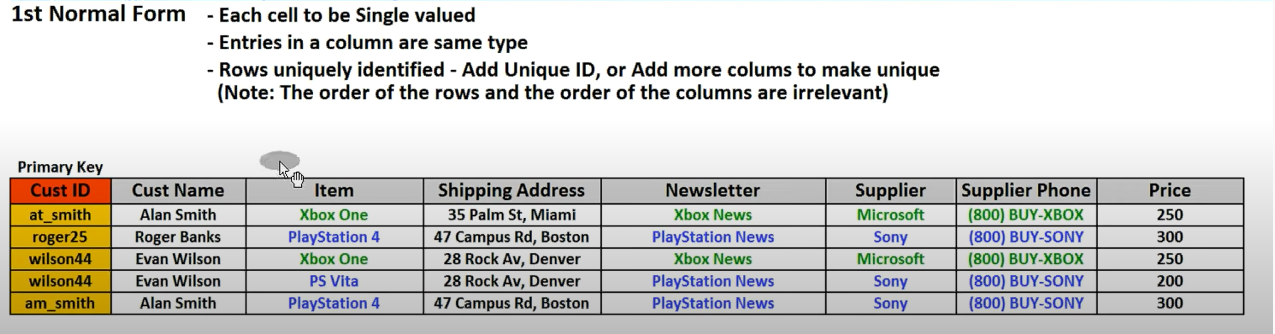 1st Normal Form - Each cell to be Single valued
- Entries in a column are same type
- Rows uniquely identified - Add Unique ID, or Add more colums to make unique
(Note: The order of the rows and the order of the columns are irrelevant)
Primary Key
Cust ID Cust Name Item Shipping Address Newsletter Supplier Supplier Phone Price
at_smith Alan Smith Xbox One 35 Palm St, Miami Xbox News Microsoft (800) BUY-XBOX 250
roger25 Roger Banks PlayStation 4 47 Campus Rd, Boston PlayStation News Sony (800) BUY-SONY 300
wilson44 Evan Wilson Xbox One 28 Rock Av, Denver Xbox News Microsoft (800) BUY-XBOX 250
wilson44 Evan Wilson PS Vita 28 Rock Av, Denver PlayStation News Sony (800) BUY-SONY 200
am_smith Alan Smith PlayStation 4 47 Campus Rd, Boston PlayStation News Sony (800) BUY-SONY 300